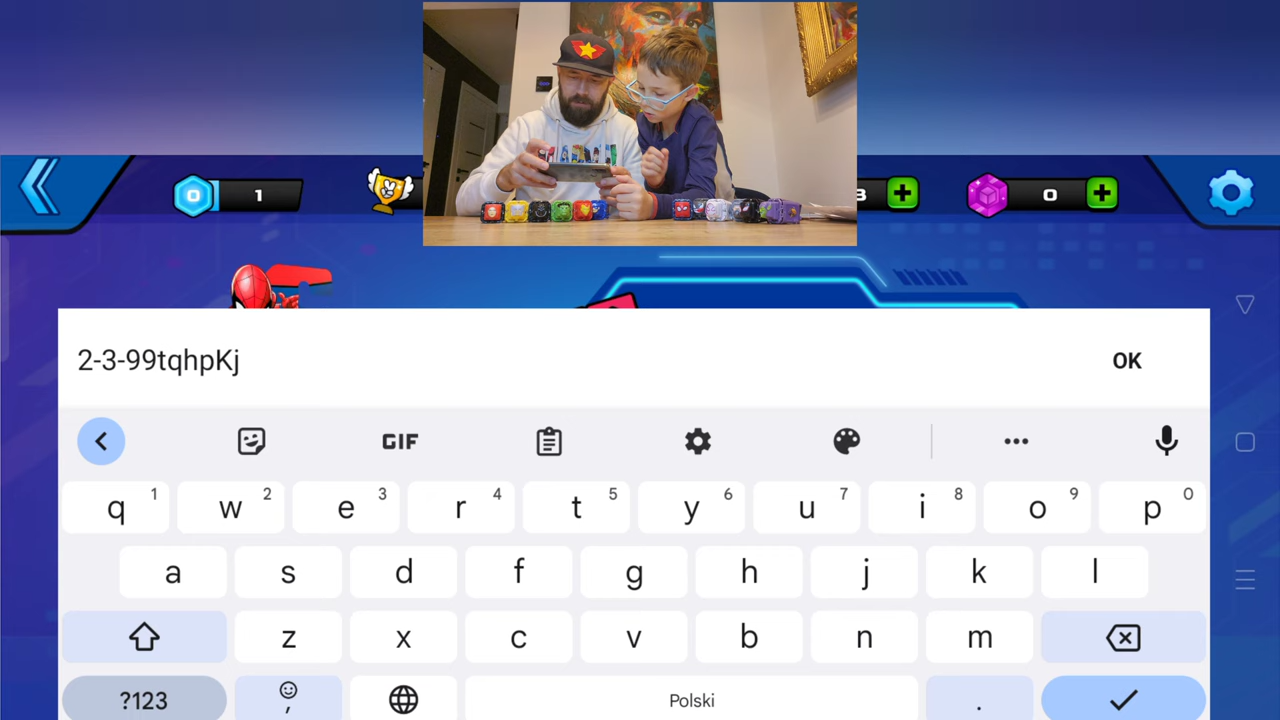 0 1
0
2-3-99tqhpKj OK
GIF
q 1 w 2 e 3 r 4 t 5 y 6 u 7 i 8 o 9 p 0
a s d f g h j k l
z x c v b n m
?123 , Polski .